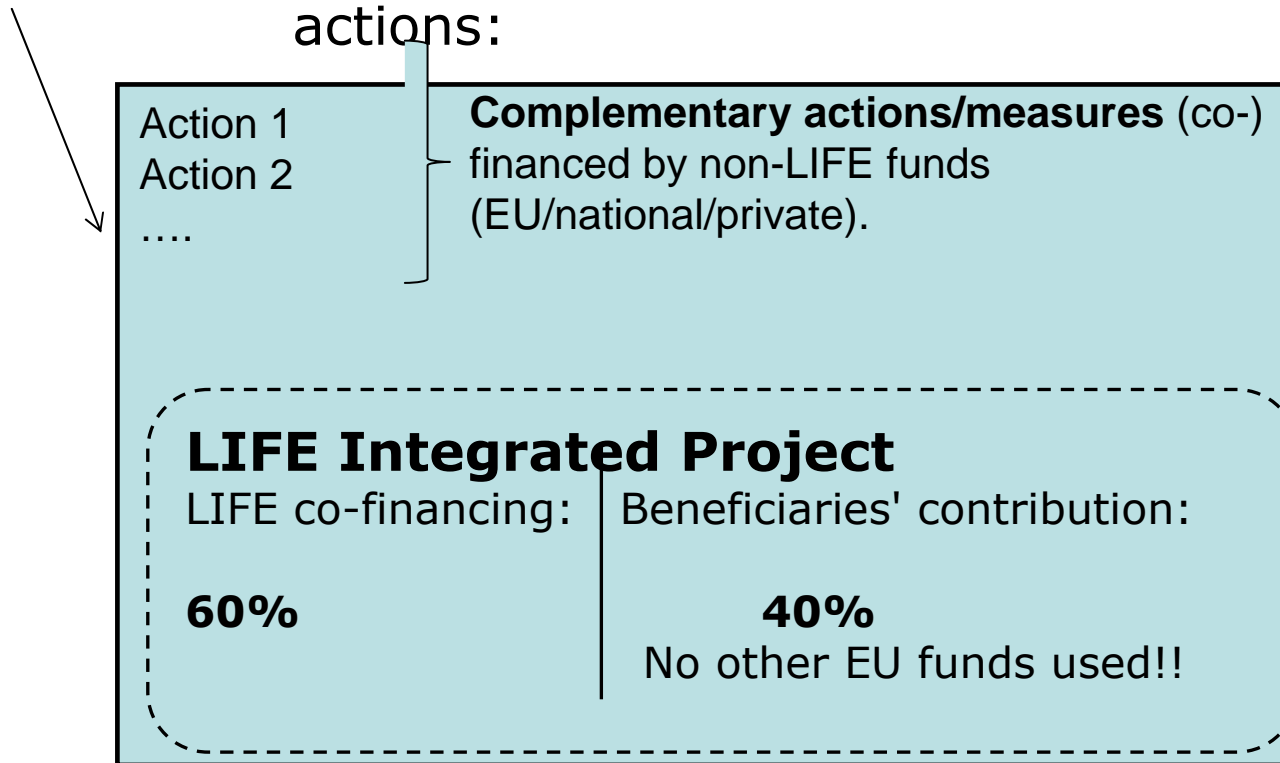 actions:
Action 1
Action 2
….
Complementary actions/measures (co-)
financed by non-LIFE funds
(EU/national/private).
LIFE Integrated Project
LIFE co-financing:
60%
Beneficiaries' contribution:
40%
No other EU funds used!!